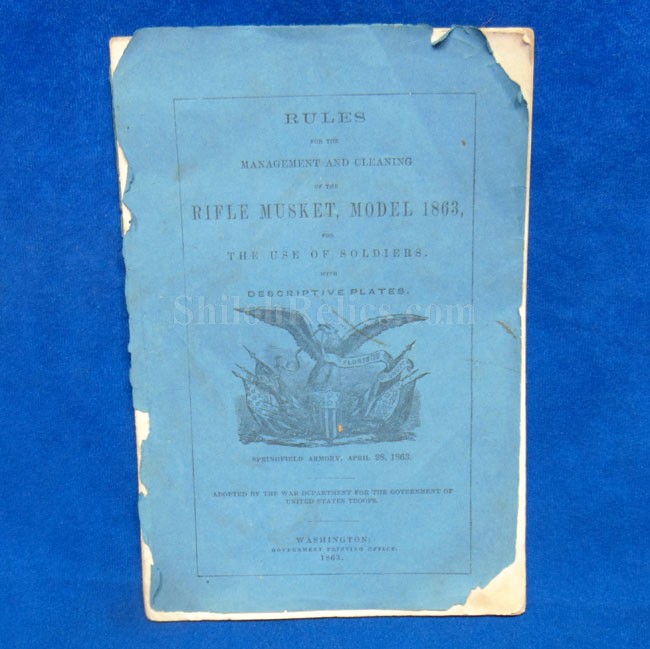 RULES
FOR THE
MANAGEMENT AND CLEANING
OF THE
RIFLE MUSKET, MODEL 1863,
FOR
THE USE OF SOLDIERS.
WITH
DESCRIPTIVE PLATES.
ShilohRelics.com
SPRINGFIELD ARMORY, APRIL 28, 1863.
ADOPTED BY THE WAR DEPARTMENT FOR THE GOVERNMENT OF
UNITED STATES TROOPS.
WASHINGTON:
GOVERNMENT PRINTING OFFICE.
1863.